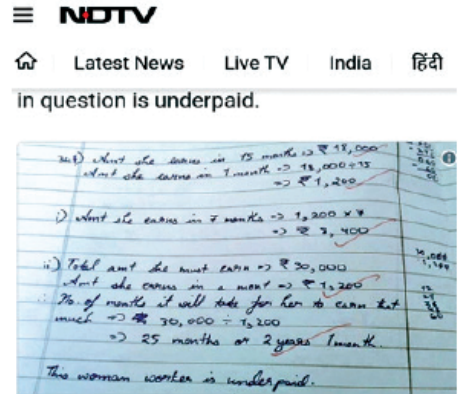 NDTV
Latest News Live TV India हिंदी
in question is underpaid.
Amt she earns in 15 months => ₹ 18,000
Amt she earns in 1 month => 18,000 ÷ 15
=> ₹ 1,200
i) Amt she earns in 7 months => 1,200 × 7
=> ₹ 8,400
ii) Total amt she must earn => ₹ 30,000
Amt she earns in a month => ₹ 1,200
∴ No. of months it will take for her to earn that
much => 30,000 ÷ 1,200
=> 25 months or 2 years 1 month.
This woman worker is underpaid.